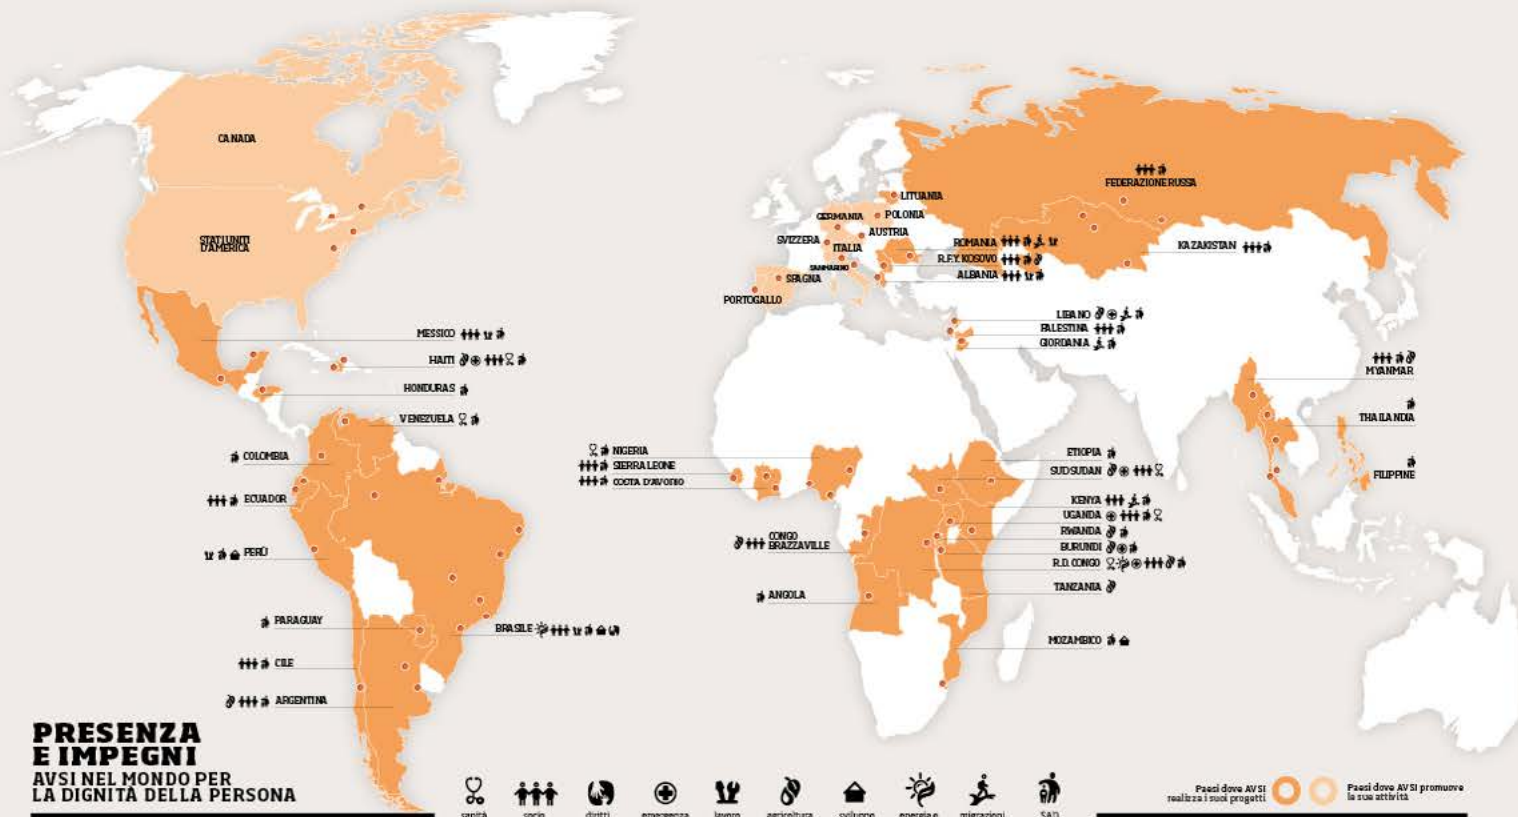 CANADA
STATI UNITI
D'AMERICA
MESSICO
HAITI
HONDURAS
VENEZUELA
COLOMBIA
ECUADOR
PERÙ
PARAGUAY
BRASILE
CILE
ARGENTINA
LITUANIA
GERMANIA
POLONIA
SVIZZERA
AUSTRIA
ITALIA
SAN MARINO
SPAGNA
PORTOGALLO
ROMANIA
R.F.Y. KOSOVO
ALBANIA
FEDERAZIONE RUSSA
KAZAKISTAN
LIBANO
PALESTINA
GIORDANIA
MYANMAR
THAILANDIA
FILIPPINE
NIGERIA
SIERRA LEONE
COSTA D'AVORIO
CONGO
BRAZZAVILLE
ANGOLA
ETIOPIA
SUD SUDAN
KENYA
UGANDA
RWANDA
BURUNDI
R.D. CONGO
TANZANIA
MOZAMBICO
PRESENZA
E IMPEGNI
AVSI NEL MONDO PER
LA DIGNITÀ DELLA PERSONA
sanità
socio
diritti
emergenza
lavoro
agricoltura
sviluppo
energia e
migrazioni
SAD
Paesi dove AVSI
realizza i suoi progetti
Paesi dove AVSI promuove
le sue attività